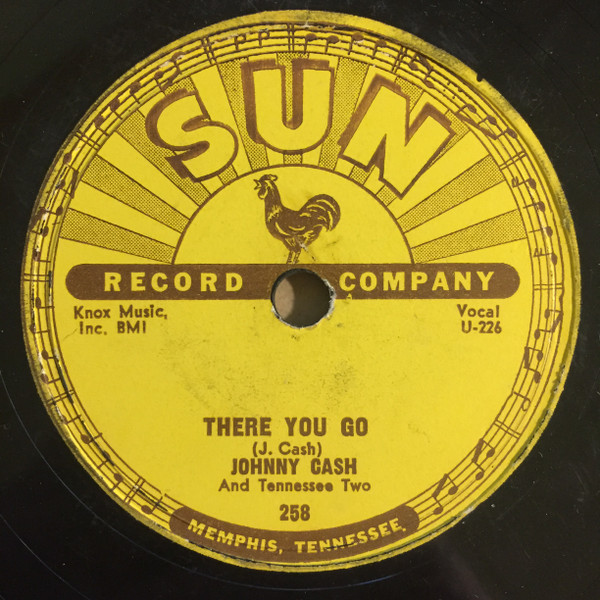 SUN
RECORD COMPANY
Knox Music, Inc. BMI
Vocal U-226
THERE YOU GO
(J. Cash)
JOHNNY CASH
And Tennessee Two
258
MEMPHIS, TENNESSEE